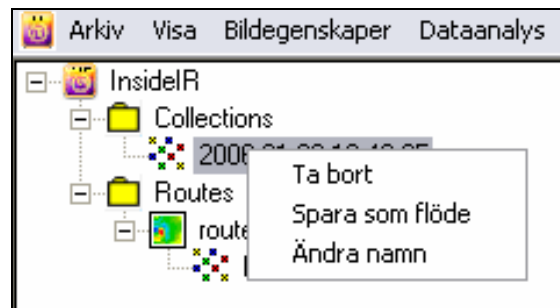 Arkiv Visa Bildegenskaper Dataanalys
InsideIR
Collections
Ta bort
Routes
Spara som flöde
Ändra namn